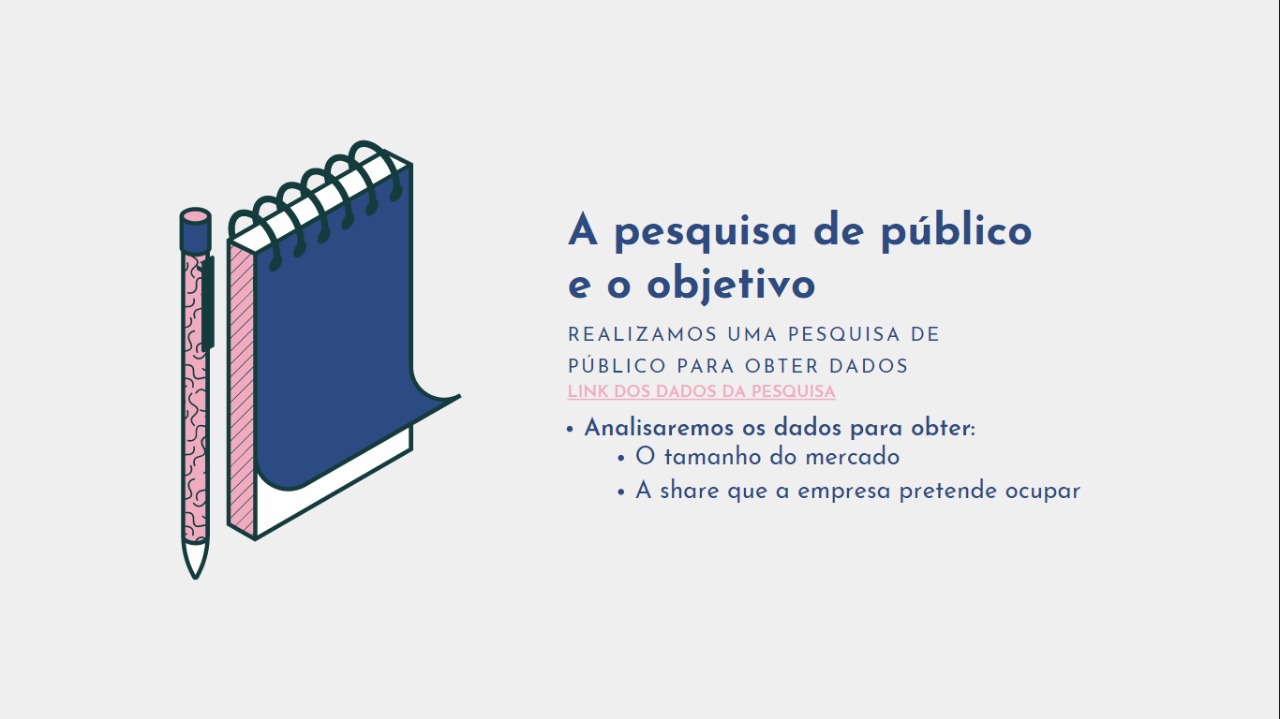 A pesquisa de público
e o objetivo
REALIZAMOS UMA PESQUISA DE
PÚBLICO PARA OBTER DADOS
LINK DOS DADOS DA PESQUISA
• Analisaremos os dados para obter:
• O tamanho do mercado
• A share que a empresa pretende ocupar